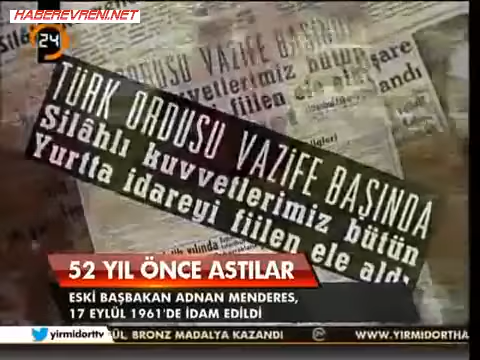 HABEREVRENI.NET
24
TÜRK ORDUSU VAZİFE BAŞINDA
Silâhlı kuvvetlerimiz bütün
Yurtta idareyi fiilen ele aldı
52 YIL ÖNCE ASTILAR
ESKİ BAŞBAKAN ADNAN MENDERES,
17 EYLÜL 1961'DE İDAM EDİLDİ
yirmidorttv
ÜL BRONZ MADALYA KAZANDI
WWW.YIRMIDORTHA